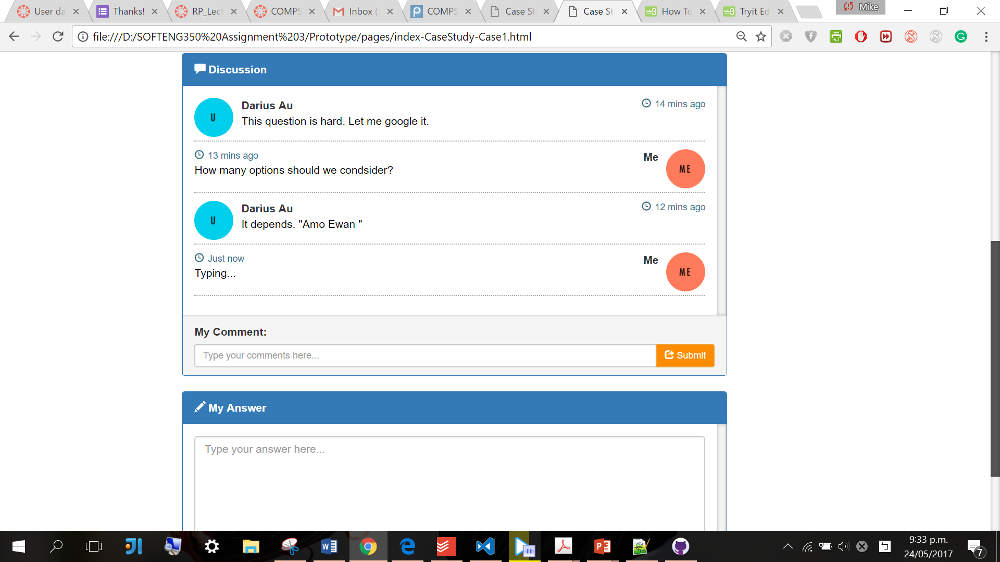 User da
Thanks!
RP_Lect
COMPS
Inbox (
COMPS
Case St
Case St
How To
Tryit Ed
Mike
file:///D:/SOFTENG350%20Assignment%203/Prototype/pages/index-CaseStudy-Case1.html
Discussion
U
Darius Au
14 mins ago
This question is hard. Let me google it.
13 mins ago
Me
ME
How many options should we condsider?
U
Darius Au
12 mins ago
It depends. "Amo Ewan "
Just now
Me
ME
Typing...
My Comment:
Type your comments here...
Submit
My Answer
Type your answer here...
9:33 p.m.
24/05/2017
7